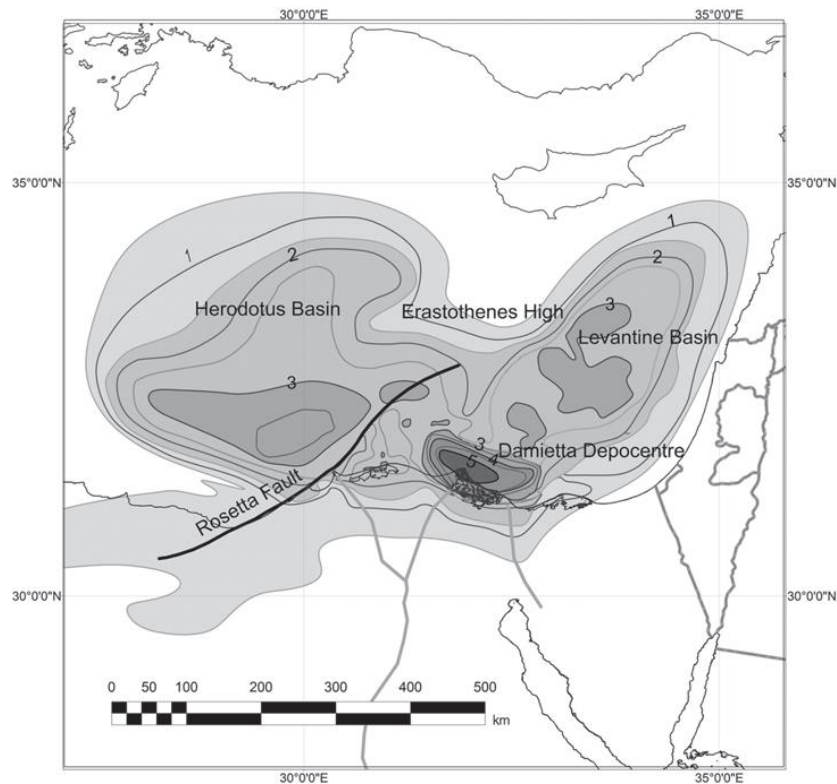 30°0'0"E 35°0'0"E
35°0'0"N 35°0'0"N
1 1
2 2
Herodotus Basin Erastothenes High 3
Levantine Basin
3
3 Damietta Depocentre
5 4
Rosetta Fault
30°0'0"N 30°0'0"N
0 50 100 200 300 400 500
km
30°0'0"E 35°0'0"E